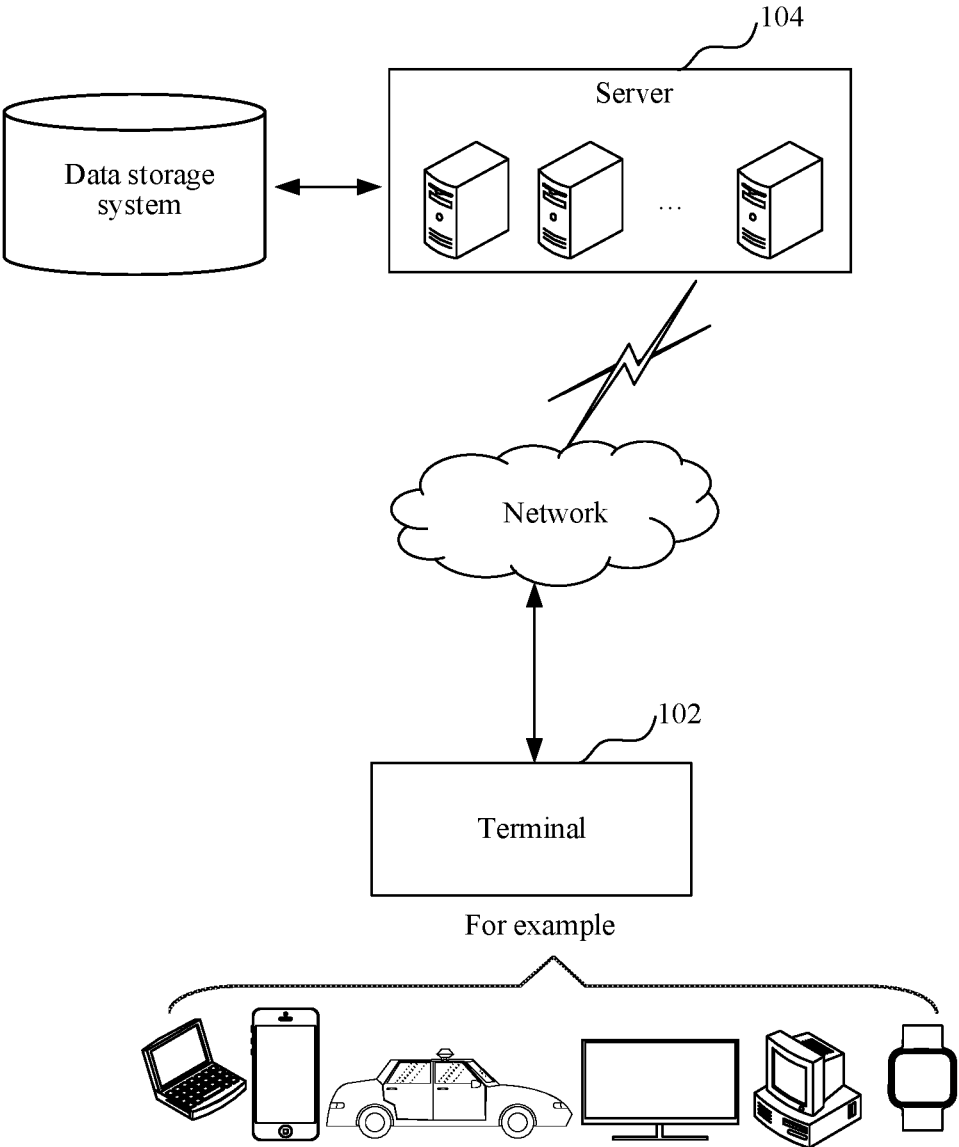 104
Server
Data storage
system
...
Network
102
Terminal
For example